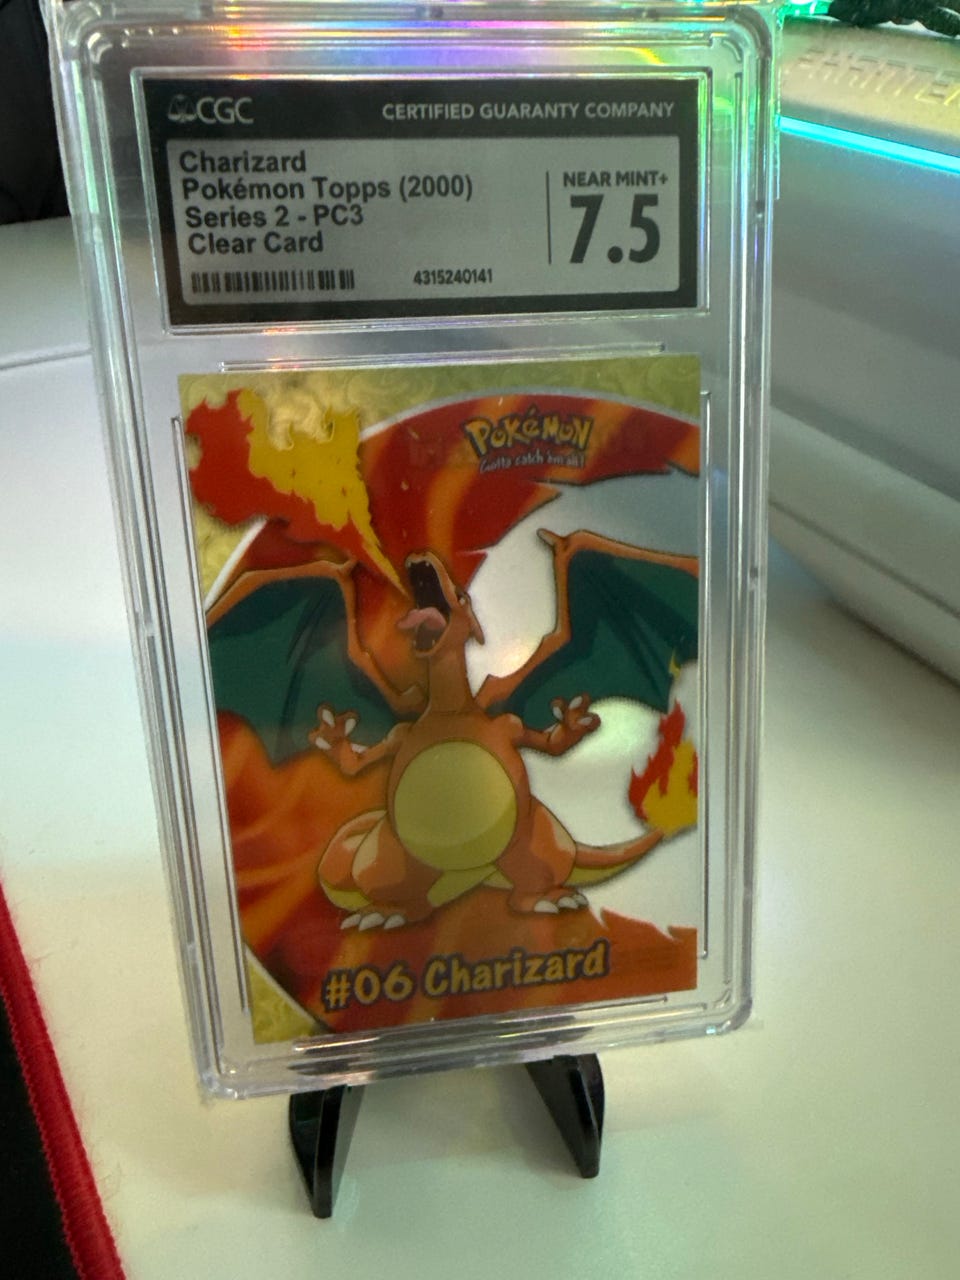 CGC
CERTIFIED GUARANTY COMPANY
Charizard
Pokémon Topps (2000)
Series 2 - PC3
Clear Card
NEAR MINT+
7.5
4315240141
POKéMON
Gotta catch 'em all!
#06 Charizard